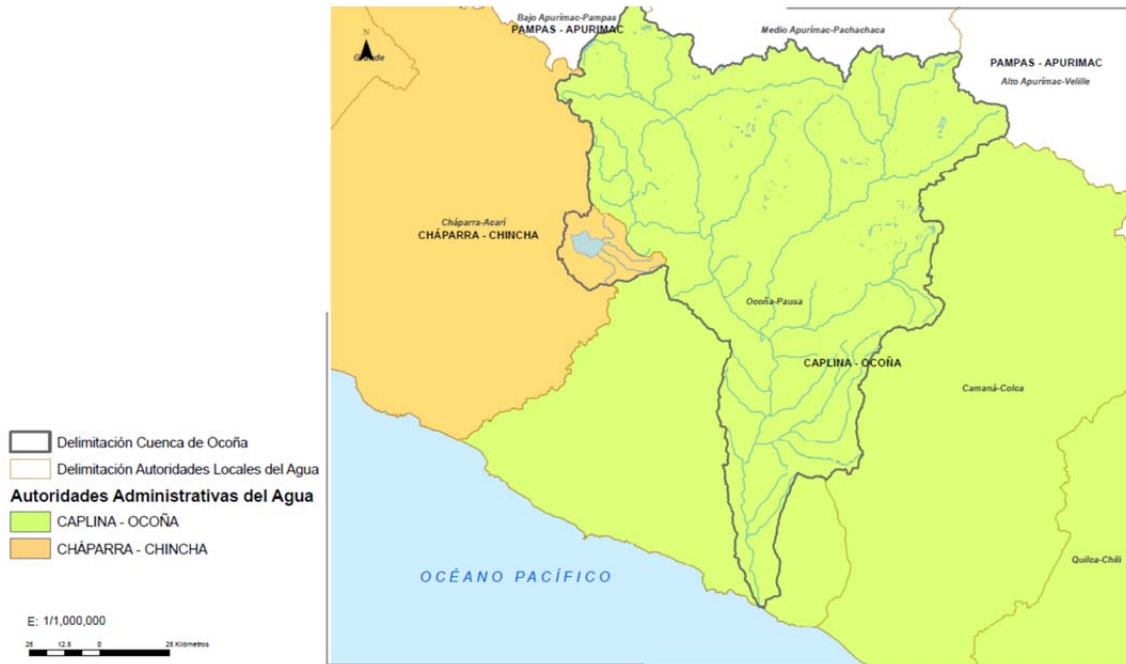 Bajo Apurímac-Pampas
PAMPAS - APURIMAC
Medio Apurímac-Pachachaca
N
Grande
PAMPAS - APURIMAC
Alto Apurímac-Velille
Cháparra-Acarí
CHÁPARRA - CHINCHA
Ocoña-Pausa
CAPLINA - OCOÑA
Camaná-Colca
Delimitación Cuenca de Ocoña
Delimitación Autoridades Locales del Agua
Autoridades Administrativas del Agua
CAPLINA - OCOÑA
CHÁPARRA - CHINCHA
Quilca-Chili
OCÉANO PACÍFICO
E: 1/1,000,000
25 12.5 0 25 Kilómetros